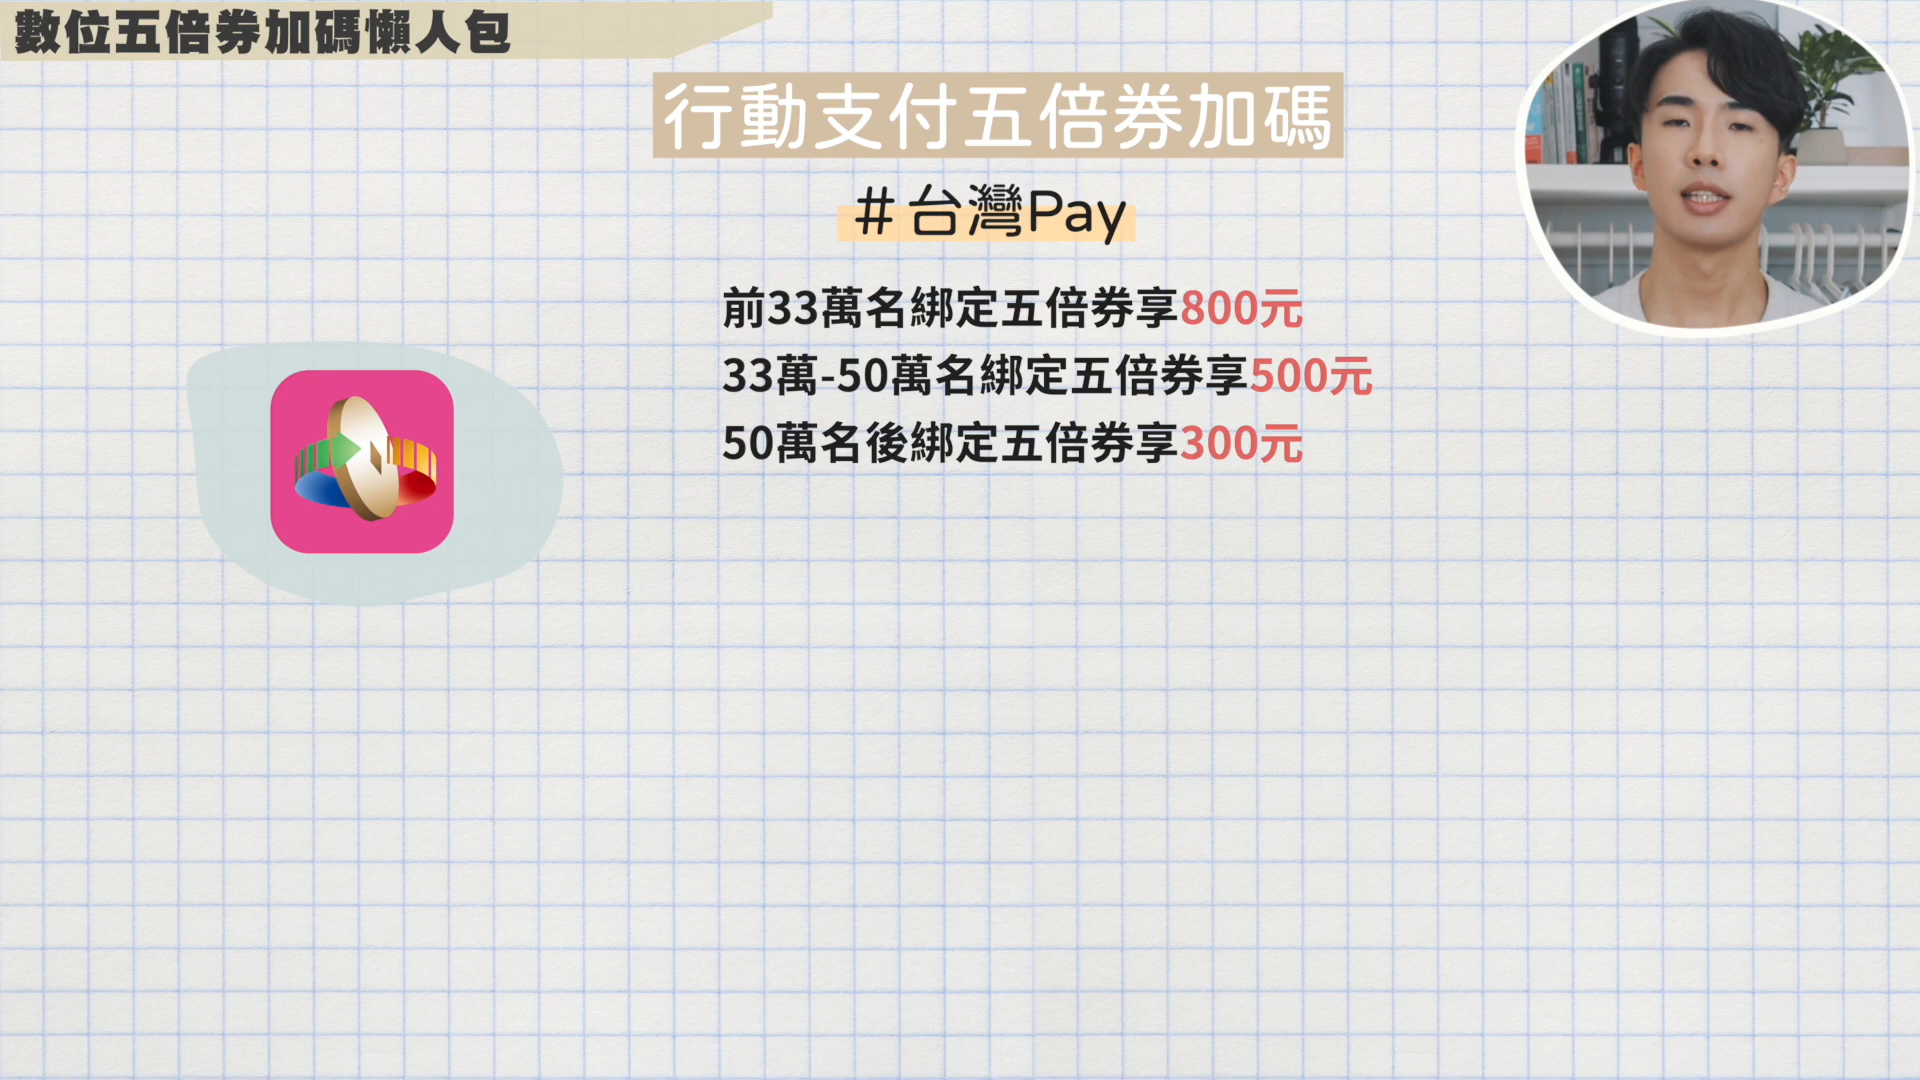 數位五倍券加碼懶人包
行動支付五倍券加碼
#台灣Pay
前33萬名綁定五倍券享800元
33萬-50萬名綁定五倍券享500元
50萬名後綁定五倍券享300元